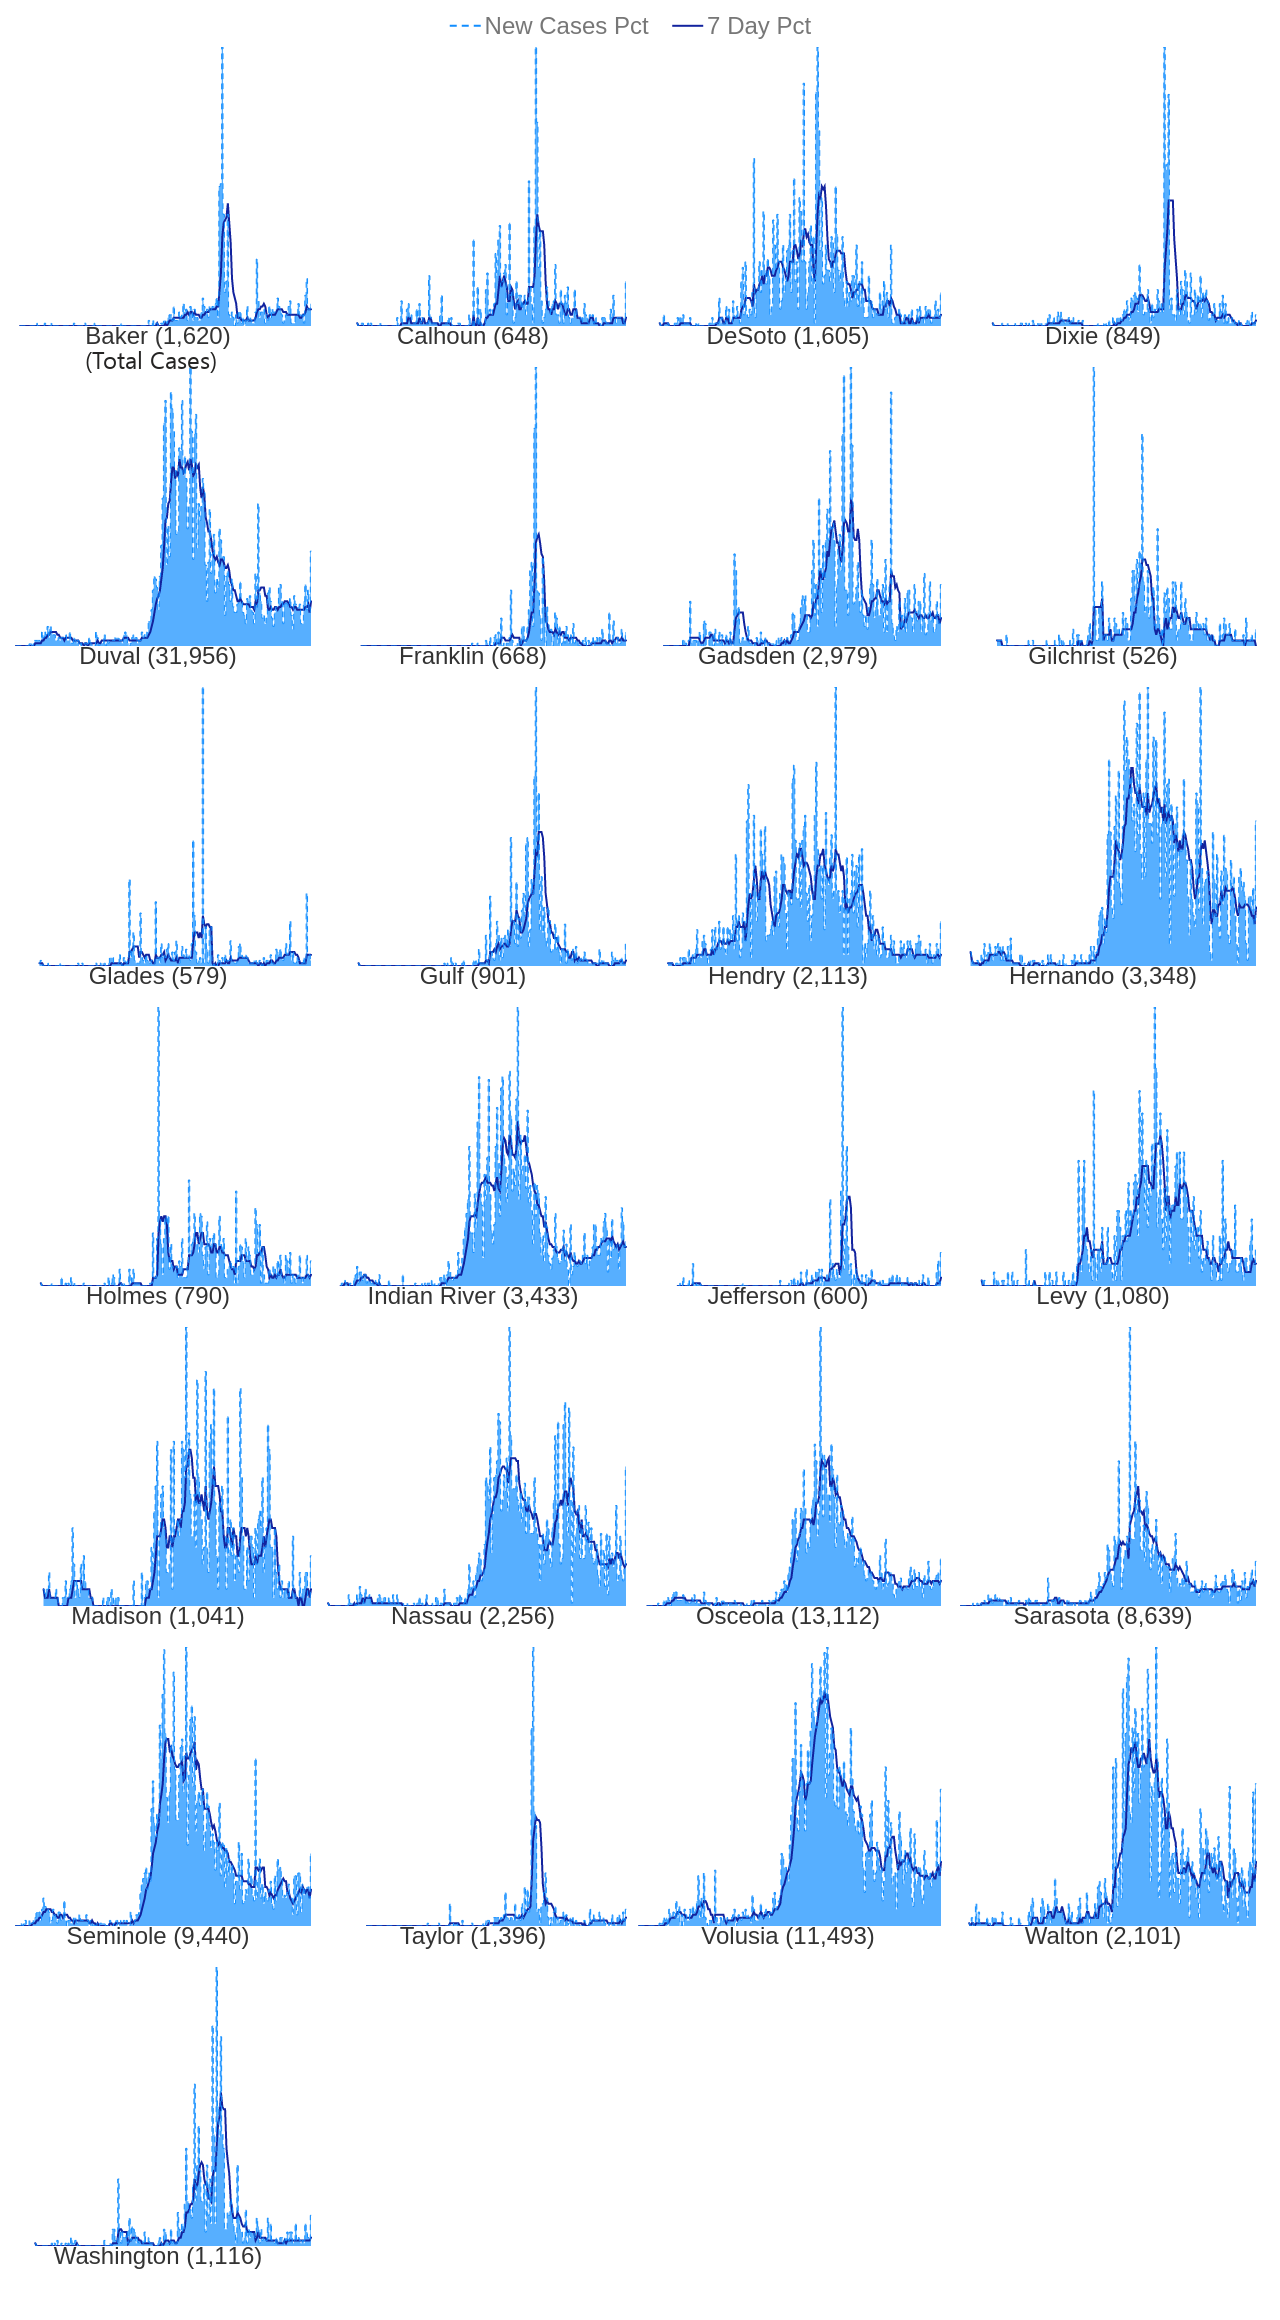 New Cases Pct 7 Day Pct
Baker (1,620) Calhoun (648) DeSoto (1,605) Dixie (849)
(Total Cases)
Duval (31,956) Franklin (668) Gadsden (2,979) Gilchrist (526)
Glades (579) Gulf (901) Hendry (2,113) Hernando (3,348)
Holmes (790) Indian River (3,433) Jefferson (600) Levy (1,080)
Madison (1,041) Nassau (2,256) Osceola (13,112) Sarasota (8,639)
Seminole (9,440) Taylor (1,396) Volusia (11,493) Walton (2,101)
Washington (1,116)